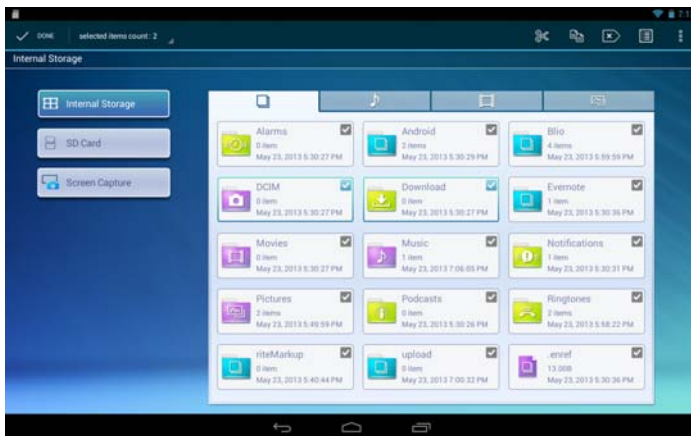 DONE
selected items count : 2
Internal Storage
Internal Storage
SD Card
Screen Capture
Alarms
0 item
May 23, 2013 5:30:27 PM
Android
2 items
May 23, 2013 5:30:29 PM
Blio
4 items
May 23, 2013 5:59:59 PM
DCIM
0 item
May 23, 2013 5:30:27 PM
Download
0 item
May 23, 2013 5:30:27 PM
Evernote
1 item
May 23, 2013 5:30:36 PM
Movies
0 item
May 23, 2013 5:30:27 PM
Music
1 item
May 23, 2013 7:06:05 PM
Notifications
1 item
May 23, 2013 5:30:31 PM
Pictures
2 items
May 23, 2013 5:49:59 PM
Podcasts
0 item
May 23, 2013 5:30:26 PM
Ringtones
2 items
May 23, 2013 5:58:22 PM
riteMarkup
0 item
May 23, 2013 5:40:44 PM
upload
0 item
May 23, 2013 7:00:32 PM
.enref
13.00B
May 23, 2013 5:30:36 PM